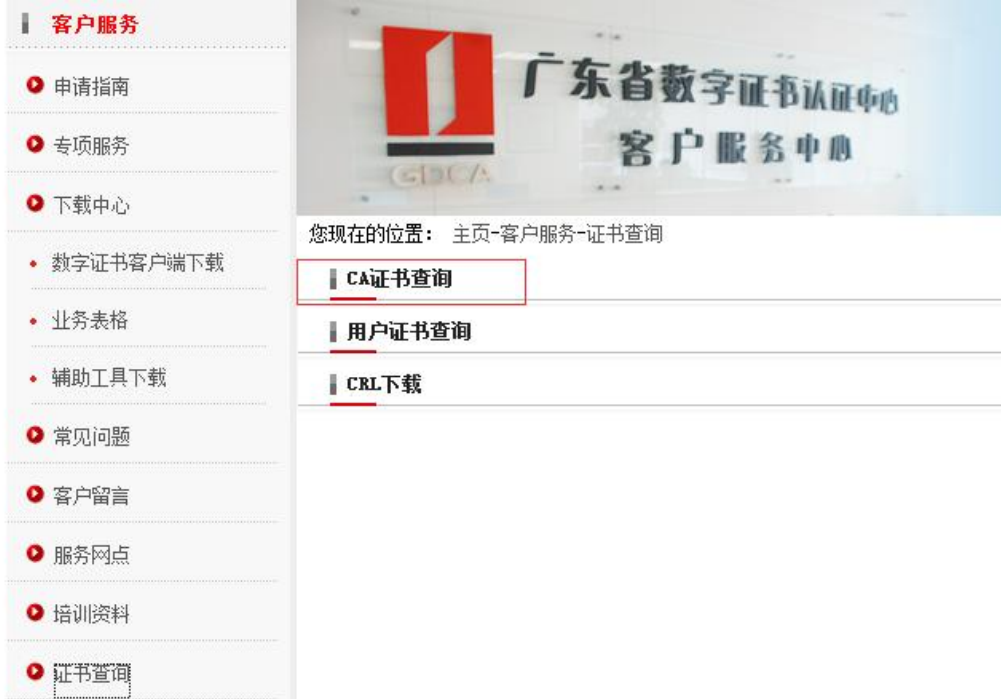 客户服务
申请指南
专项服务
下载中心
数字证书客户端下载
业务表格
辅助工具下载
常见问题
客户留言
服务网点
培训资料
证书查询
广东省数字证书认证中心
客户服务中心
GDCA
您现在的位置: 主页-客户服务-证书查询
CA证书查询
用户证书查询
CRL下载